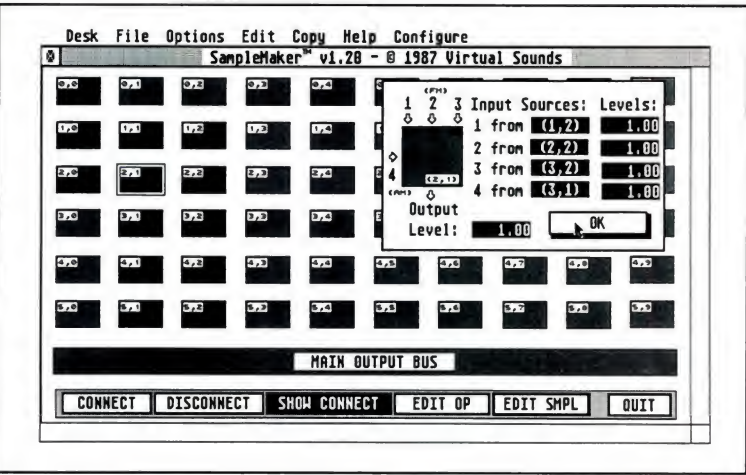 Desk File Options Edit Copy Help Configure
SampleMaker™ v1.28 - © 1987 Virtual Sounds
0,0 0,1 0,2 0,3 0,4
1,0 1,1 1,2 1,3 1,4
2,0 2,1 2,2 2,3 2,4
3,0 3,1 3,2 3,3 3,4
4,0 4,1 4,2 4,3 4,4 4,5 4,6 4,7 4,8 4,9
5,0 5,1 5,2 5,3 5,4 5,5 5,6 5,7 5,8 5,9
(FM)
1 2 3 Input Sources: Levels:
1 from (1,2) 1.00
2 from (2,2) 1.00
3 from (3,2) 1.00
4 4 from (3,1) 1.00
(2,1)
(AM)
Output
Level: 1.00 OK
MAIN OUTPUT BUS
CONNECT DISCONNECT SHOW CONNECT EDIT OP EDIT SMPL QUIT